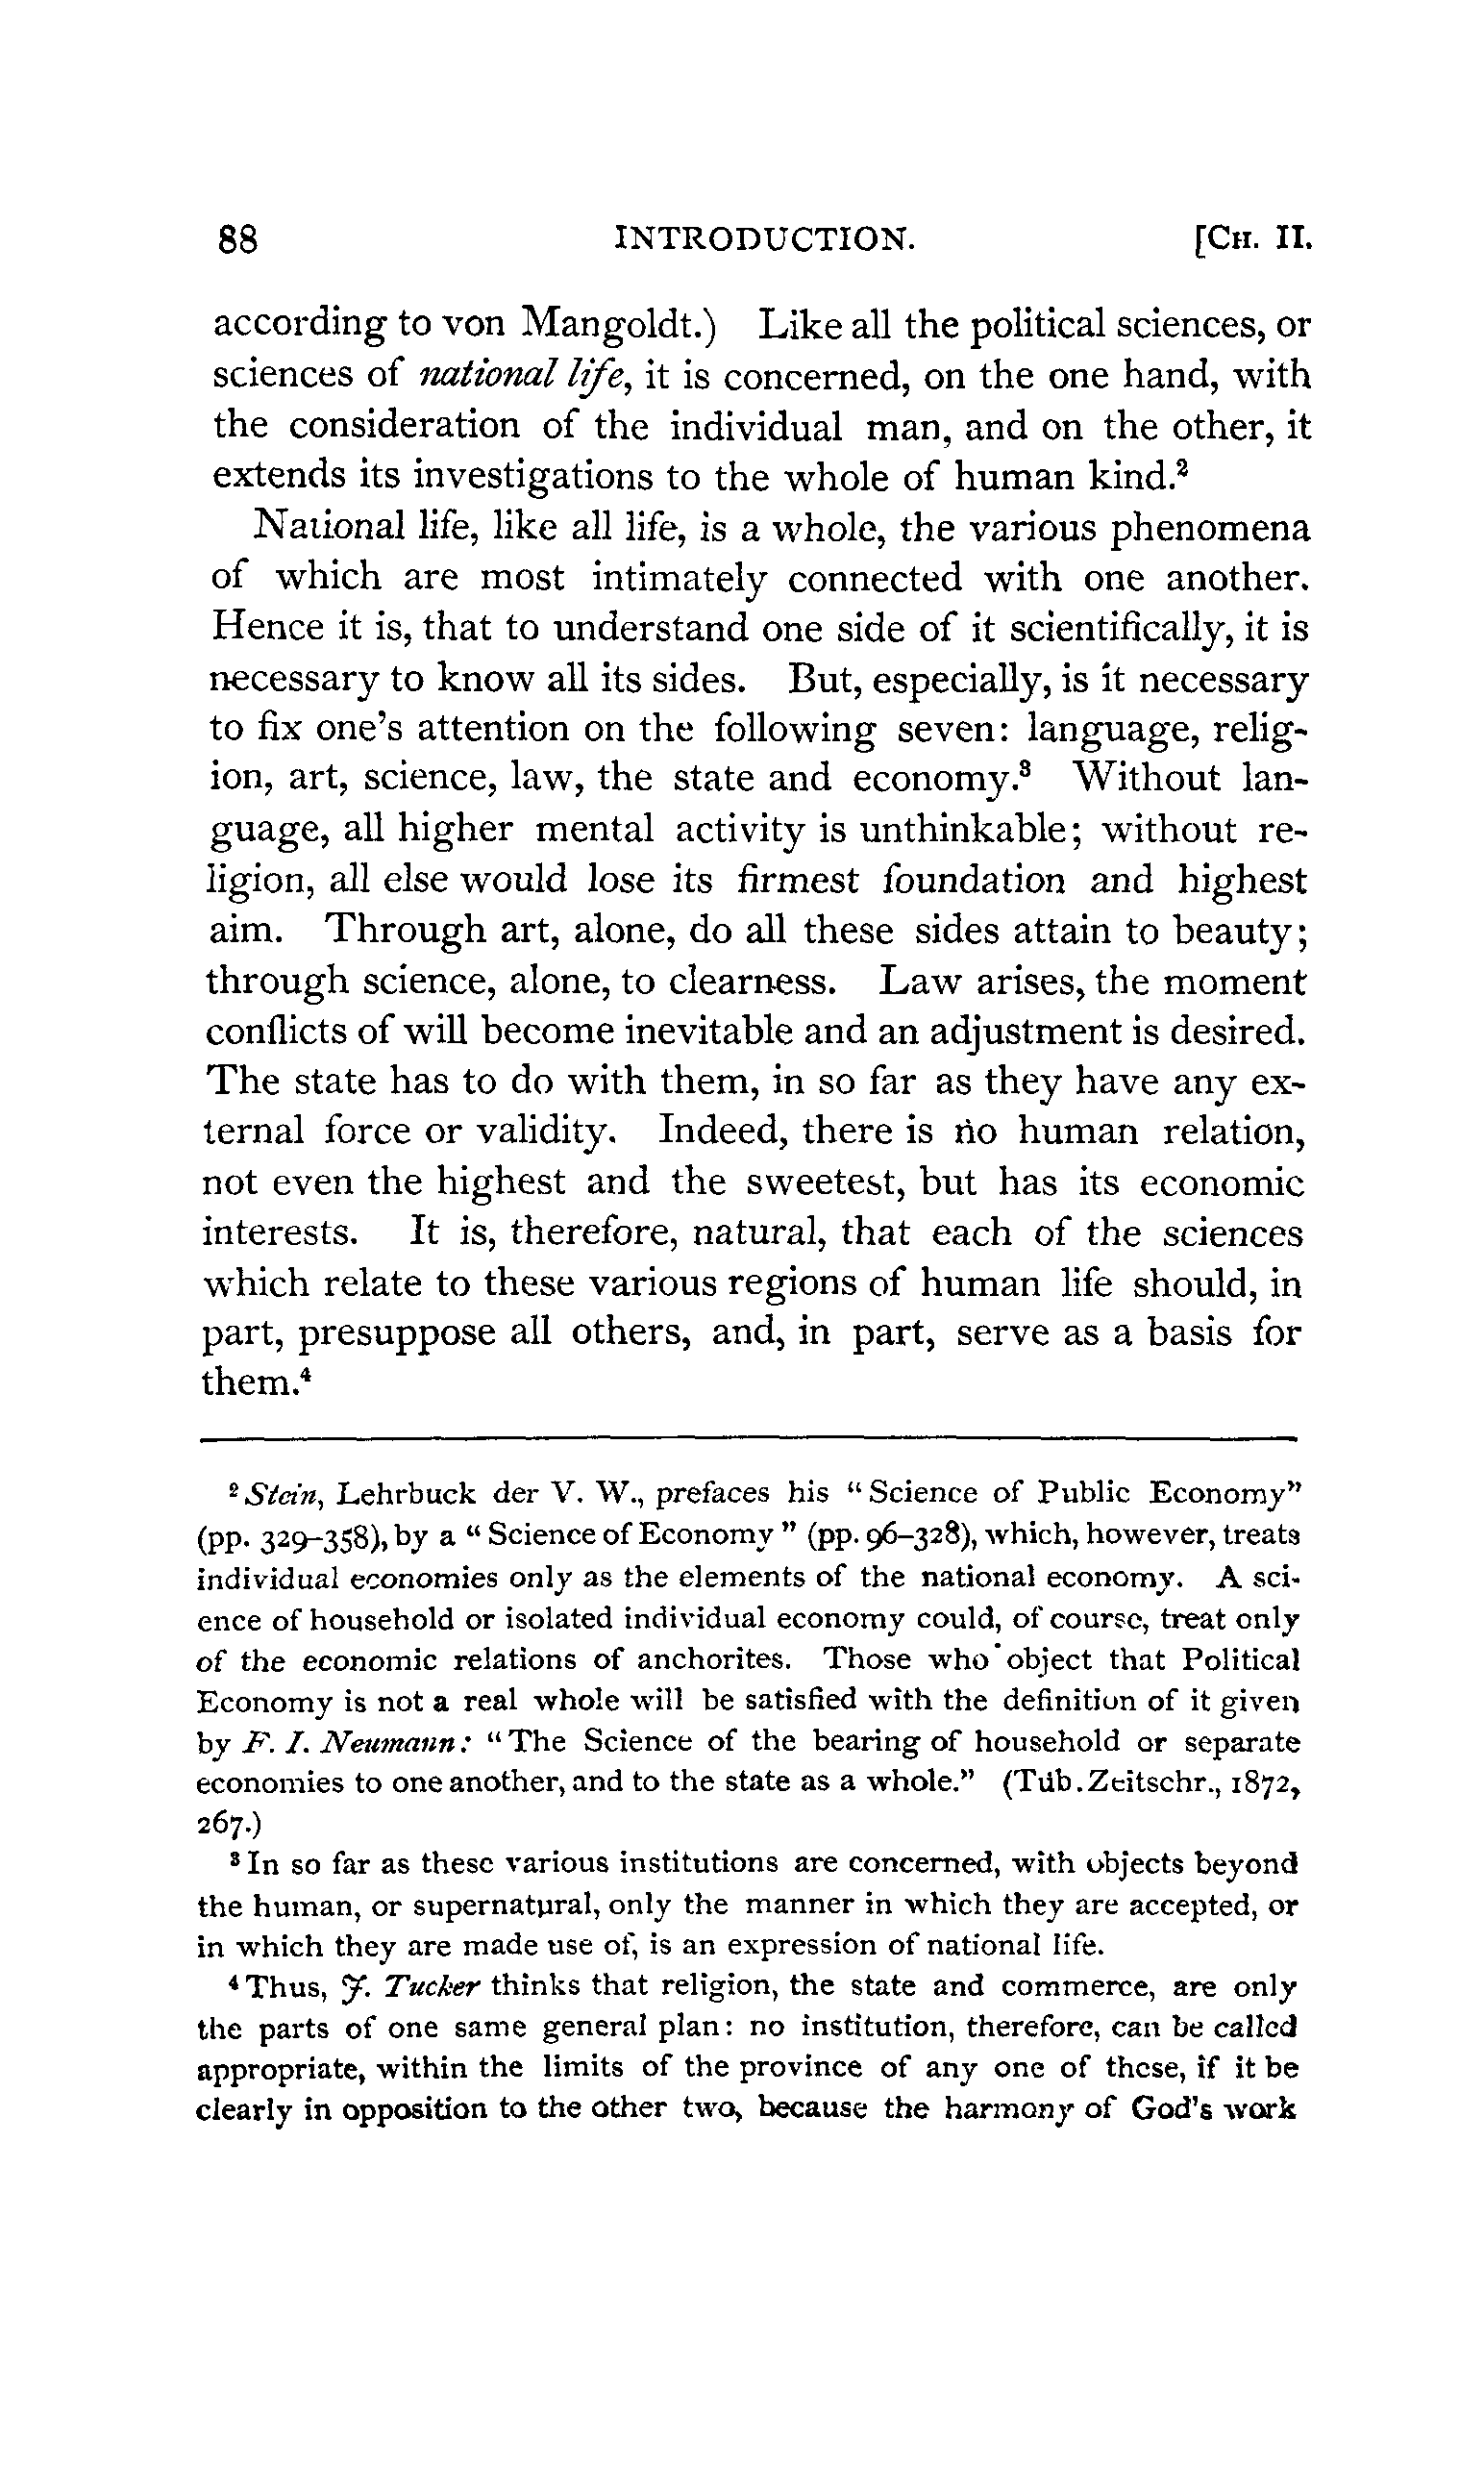 88 INTRODUCTION. [CH. II.
according to von Mangoldt.) Like all the political sciences, or
sciences of national life, it is concerned, on the one hand, with
the consideration of the individual man, and on the other, it
extends its investigations to the whole of human kind.²
National life, like all life, is a whole, the various phenomena
of which are most intimately connected with one another.
Hence it is, that to understand one side of it scientifically, it is
necessary to know all its sides. But, especially, is it necessary
to fix one's attention on the following seven: language, relig-
ion, art, science, law, the state and economy.³ Without lan-
guage, all higher mental activity is unthinkable; without re-
ligion, all else would lose its firmest foundation and highest
aim. Through art, alone, do all these sides attain to beauty;
through science, alone, to clearness. Law arises, the moment
conflicts of will become inevitable and an adjustment is desired.
The state has to do with them, in so far as they have any ex-
ternal force or validity. Indeed, there is no human relation,
not even the highest and the sweetest, but has its economic
interests. It is, therefore, natural, that each of the sciences
which relate to these various regions of human life should, in
part, presuppose all others, and, in part, serve as a basis for
them.⁴
² Stein, Lehrbuck der V. W., prefaces his "Science of Public Economy"
(pp. 329-358), by a "Science of Economy" (pp. 96-328), which, however, treats
individual economies only as the elements of the national economy. A sci-
ence of household or isolated individual economy could, of course, treat only
of the economic relations of anchorites. Those who object that Political
Economy is not a real whole will be satisfied with the definition of it given
by F. I. Neumann: "The Science of the bearing of household or separate
economies to one another, and to the state as a whole." (Tüb. Zeitschr., 1872,
267.)
³ In so far as these various institutions are concerned, with objects beyond
the human, or supernatural, only the manner in which they are accepted, or
in which they are made use of, is an expression of national life.
⁴ Thus, J. Tucker thinks that religion, the state and commerce, are only
the parts of one same general plan: no institution, therefore, can be called
appropriate, within the limits of the province of any one of these, if it be
clearly in opposition to the other two, because the harmony of God's work